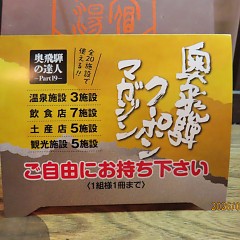 奥飛騨
の達人
-Part19-
全20施設で
使える!!
奥飛騨
クーポン
マガジン
温泉施設 3施設
飲食店 7施設
土産店 5施設
観光施設 5施設
ご自由にお持ち下さい
〈1組様1冊まで〉